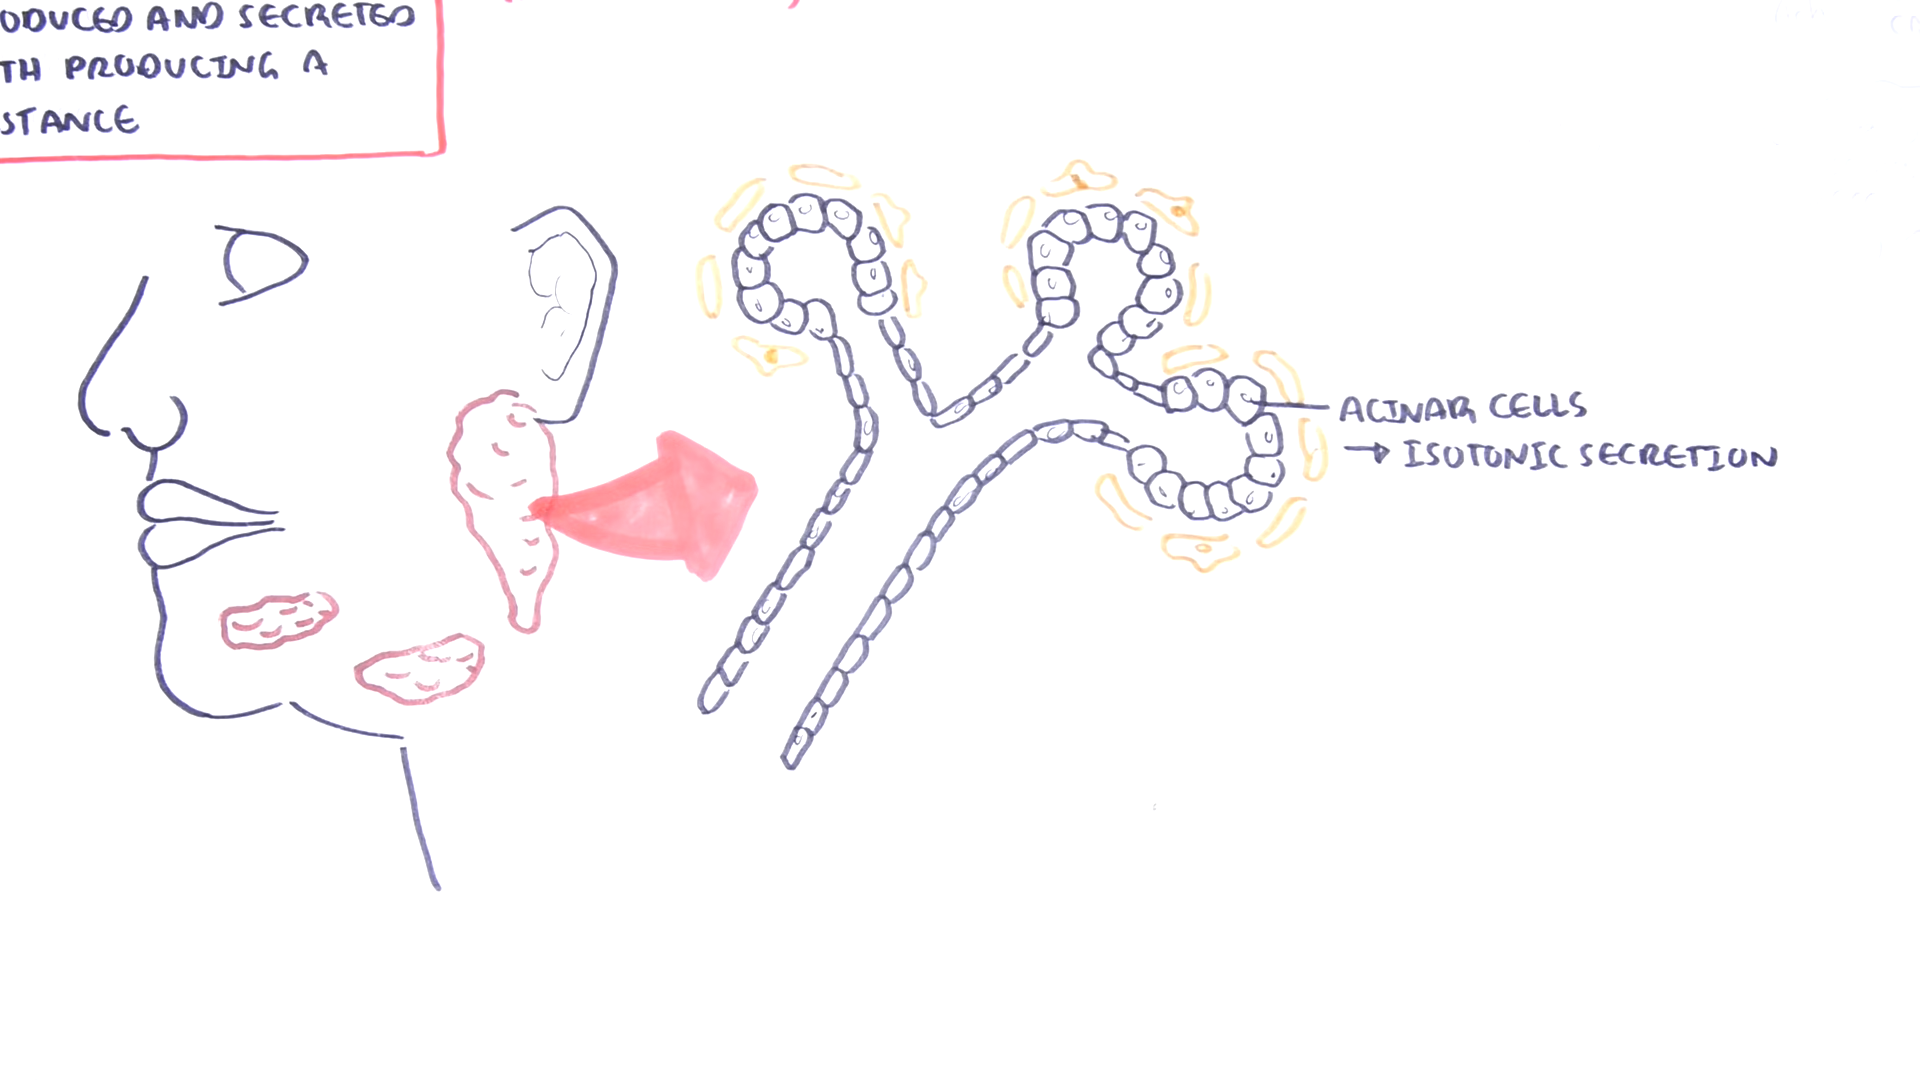 ODUCED AND SECRETED
TH PRODUCING A
STANCE
ACINAR CELLS
→ ISOTONIC SECRETION